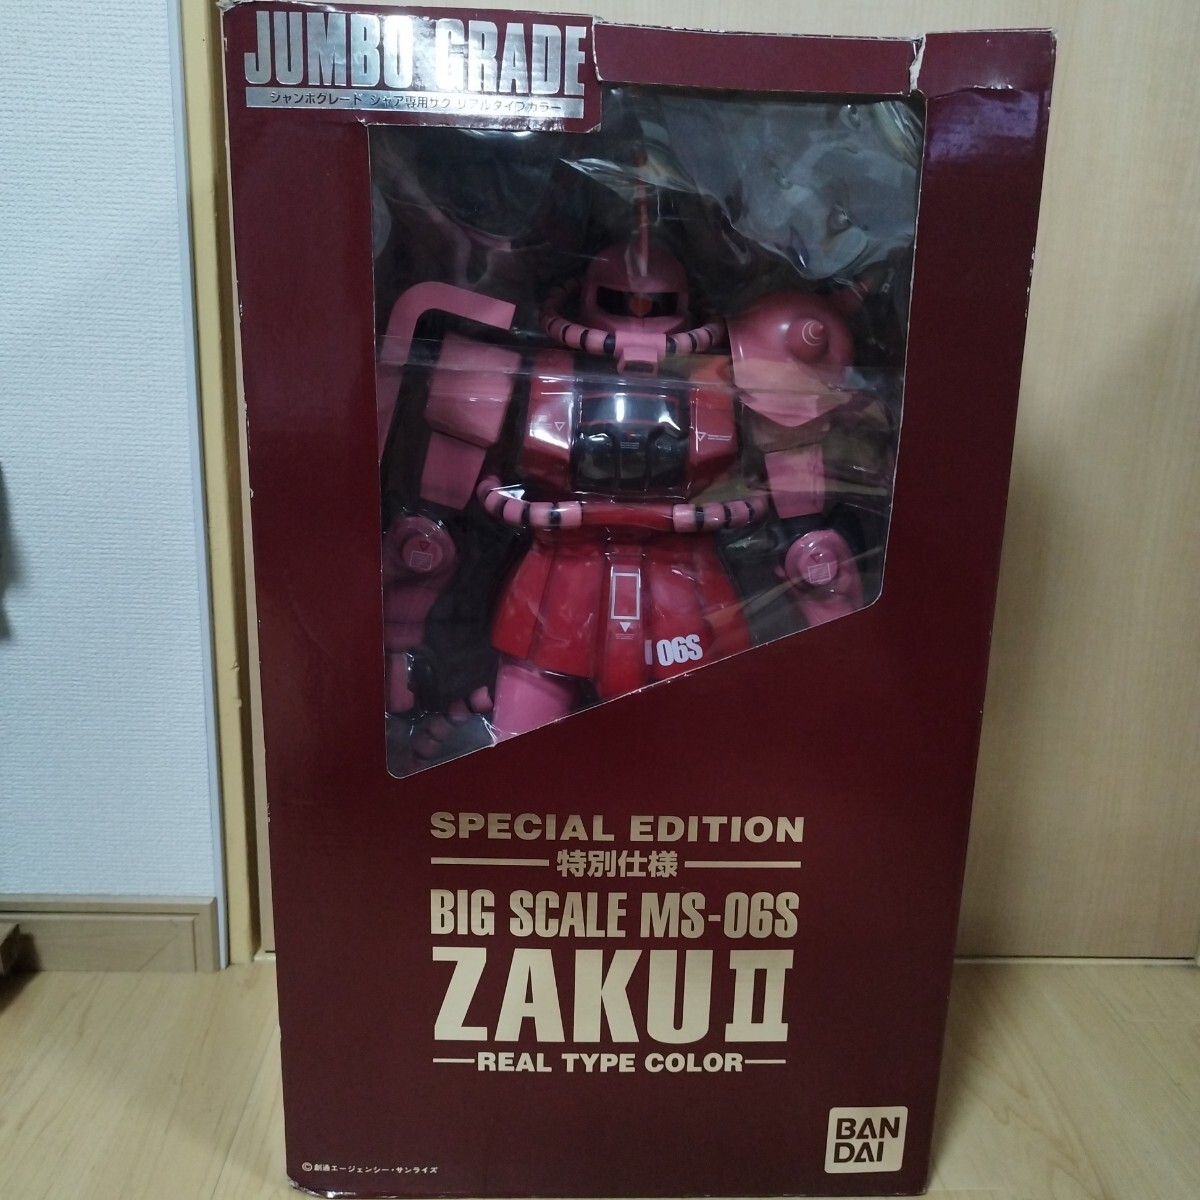 JUMBO GRADE
ジャンボグレード シャア専用ザク リアルタイプカラー
06S
SPECIAL EDITION
特別仕様
BIG SCALE MS-06S
ZAKU II
REAL TYPE COLOR
BAN
DAI
©創通エージェンシー・サンライズ